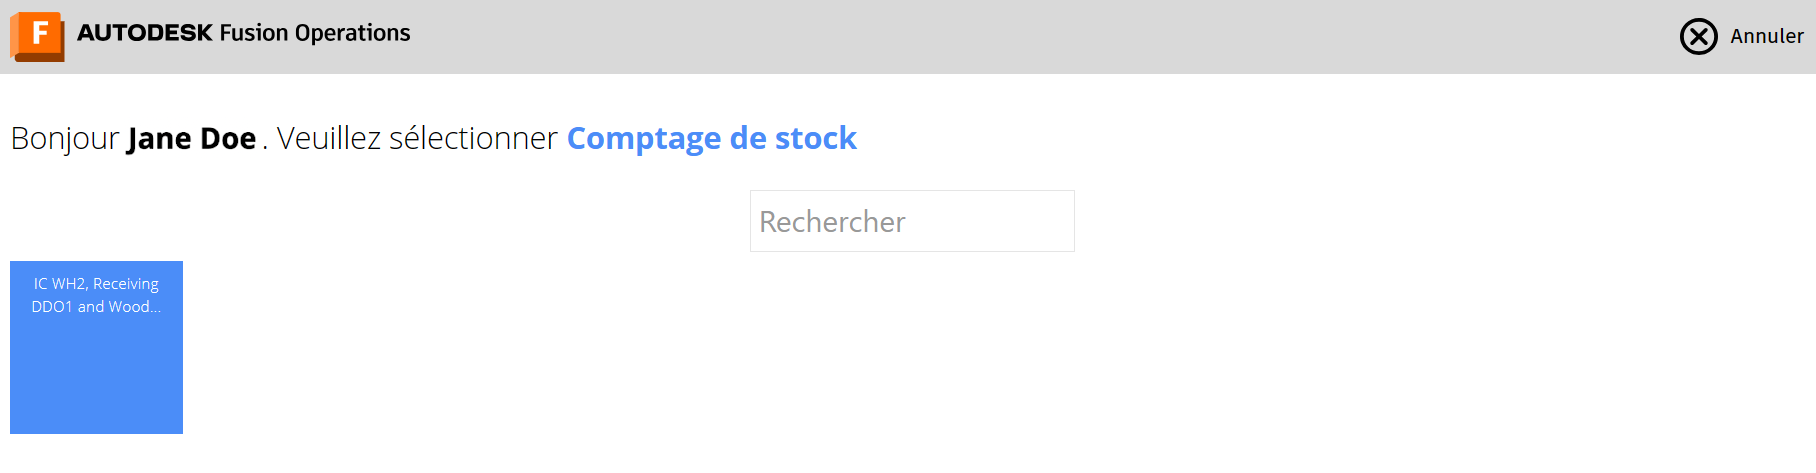 F AUTODESK Fusion Operations
Annuler
Bonjour Jane Doe . Veuillez sélectionner Comptage de stock
Rechercher
IC WH2, Receiving
DDO1 and Wood...